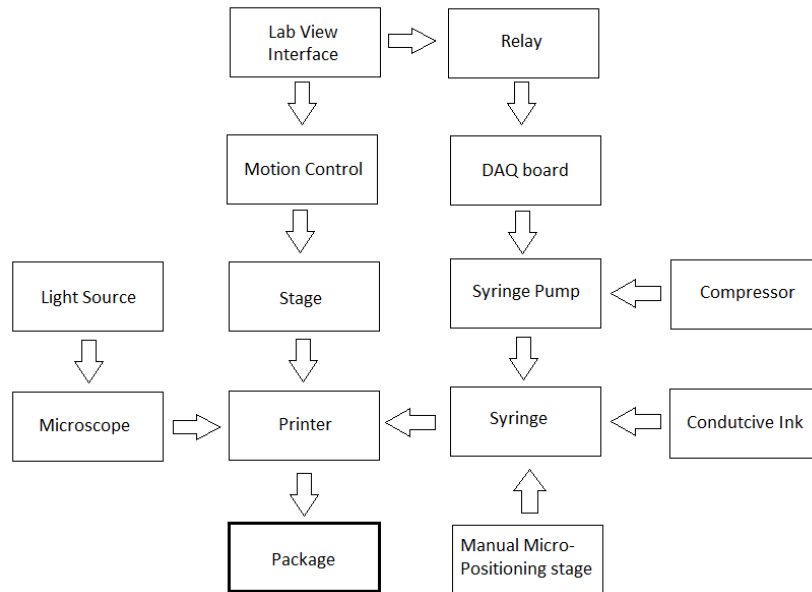 Lab View
Interface
Relay
Motion Control
DAQ board
Light Source
Stage
Syringe Pump
Compressor
Microscope
Printer
Syringe
Condutcive Ink
Package
Manual Micro-
Positioning stage